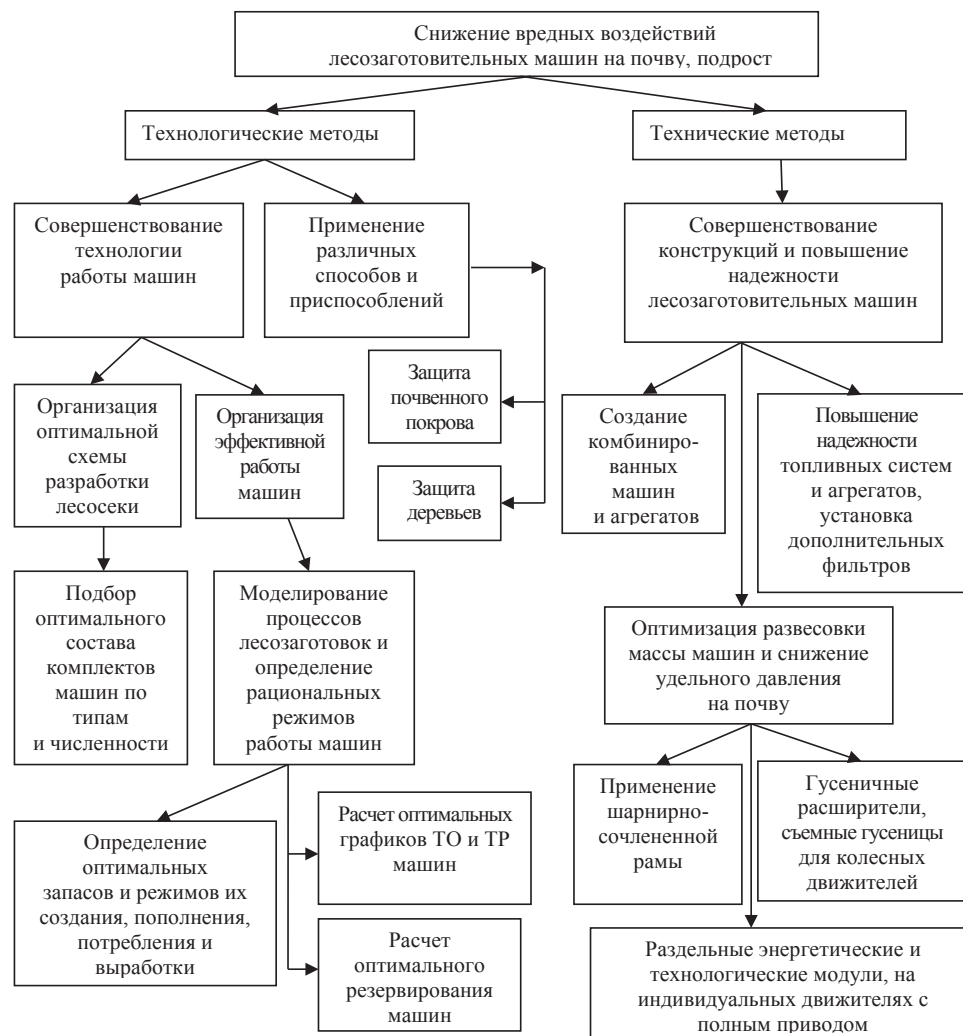 Снижение вредных воздействий
лесозаготовительных машин на почву, подрост
Технологические методы
Технические методы
Совершенствование
технологии
работы машин
Применение
различных
способов и
приспособлений
Совершенствование
конструкций и повышение
надежности
лесозаготовительных машин
Организация
оптимальной
схемы
разработки
лесосеки
Организация
эффективной
работы
машин
Защита
почвенного
покрова
Защита
деревьев
Создание
комбиниро-
ванных
машин
и агрегатов
Повышение
надежности
топливных систем
и агрегатов,
установка
дополнительных
фильтров
Подбор
оптимального
состава
комплектов
машин по
типам
и численности
Моделирование
процессов
лесозаготовок и
определение
рациональных
режимов
работы машин
Оптимизация развесовки
массы машин и снижение
удельного давления
на почву
Определение
оптимальных
запасов и режимов их
создания, пополнения,
потребления и
выработки
Расчет оптимальных
графиков ТО и ТР
машин
Расчет
оптимального
резервирования
машин
Применение
шарнирно-
сочлененной
рамы
Гусеничные
расширители,
съемные гусеницы
для колесных
движителей
Раздельные энергетические и
технологические модули, на
индивидуальных движителях с
полным приводом